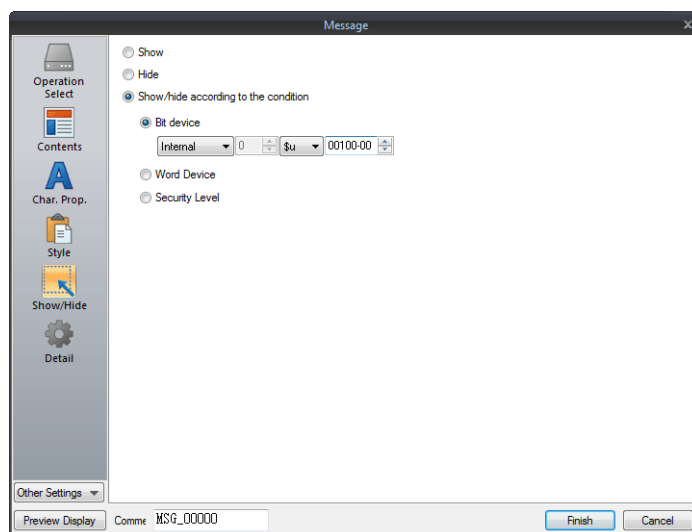 Message
Operation
Select
Contents
Char. Prop.
Style
Show/Hide
Detail
Other Settings
Preview Display
Show
Hide
Show/hide according to the condition
Bit device
Internal 0 $u 00100-00
Word Device
Security Level
Comme MSG_00000
Finish Cancel